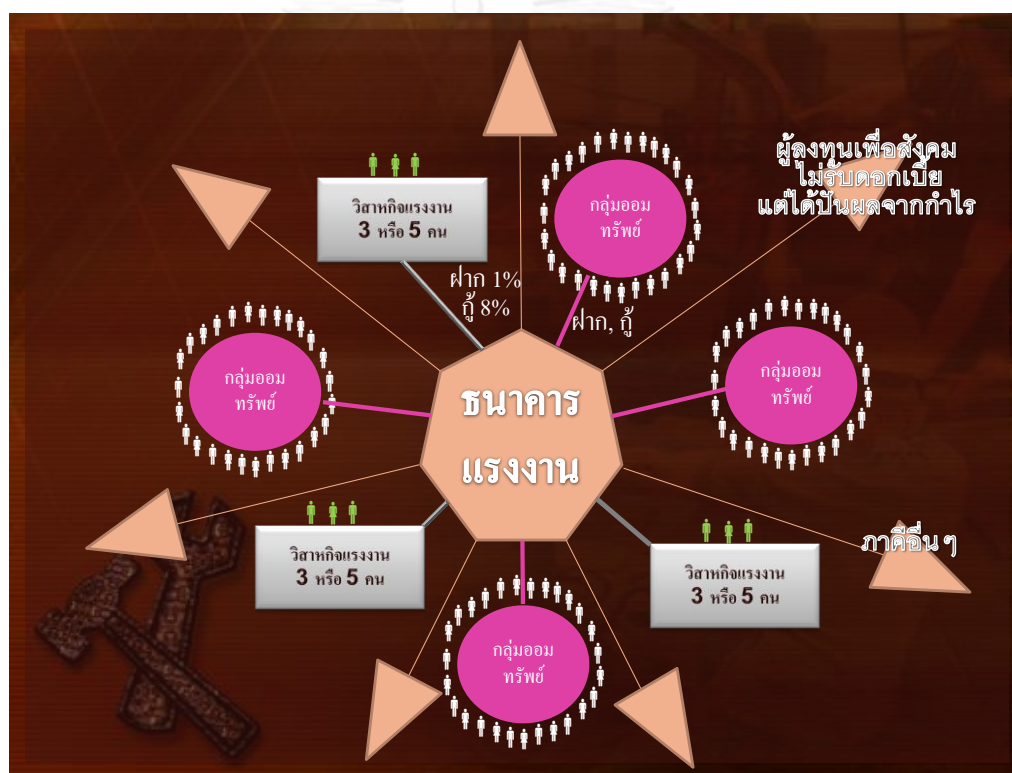 ผู้ลงทุนเพื่อสังคม
ไม่รับดอกเบี้ย
แต่ได้ปันผลจากกำไร
วิสาหกิจแรงงาน
3 หรือ 5 คน
กลุ่มออม
ทรัพย์
ฝาก 1%
กู้ 8%
ฝาก, กู้
กลุ่มออม
ทรัพย์
ธนาคาร
แรงงาน
กลุ่มออม
ทรัพย์
วิสาหกิจแรงงาน
3 หรือ 5 คน
ภาคีอื่น ๆ
วิสาหกิจแรงงาน
3 หรือ 5 คน
กลุ่มออม
ทรัพย์